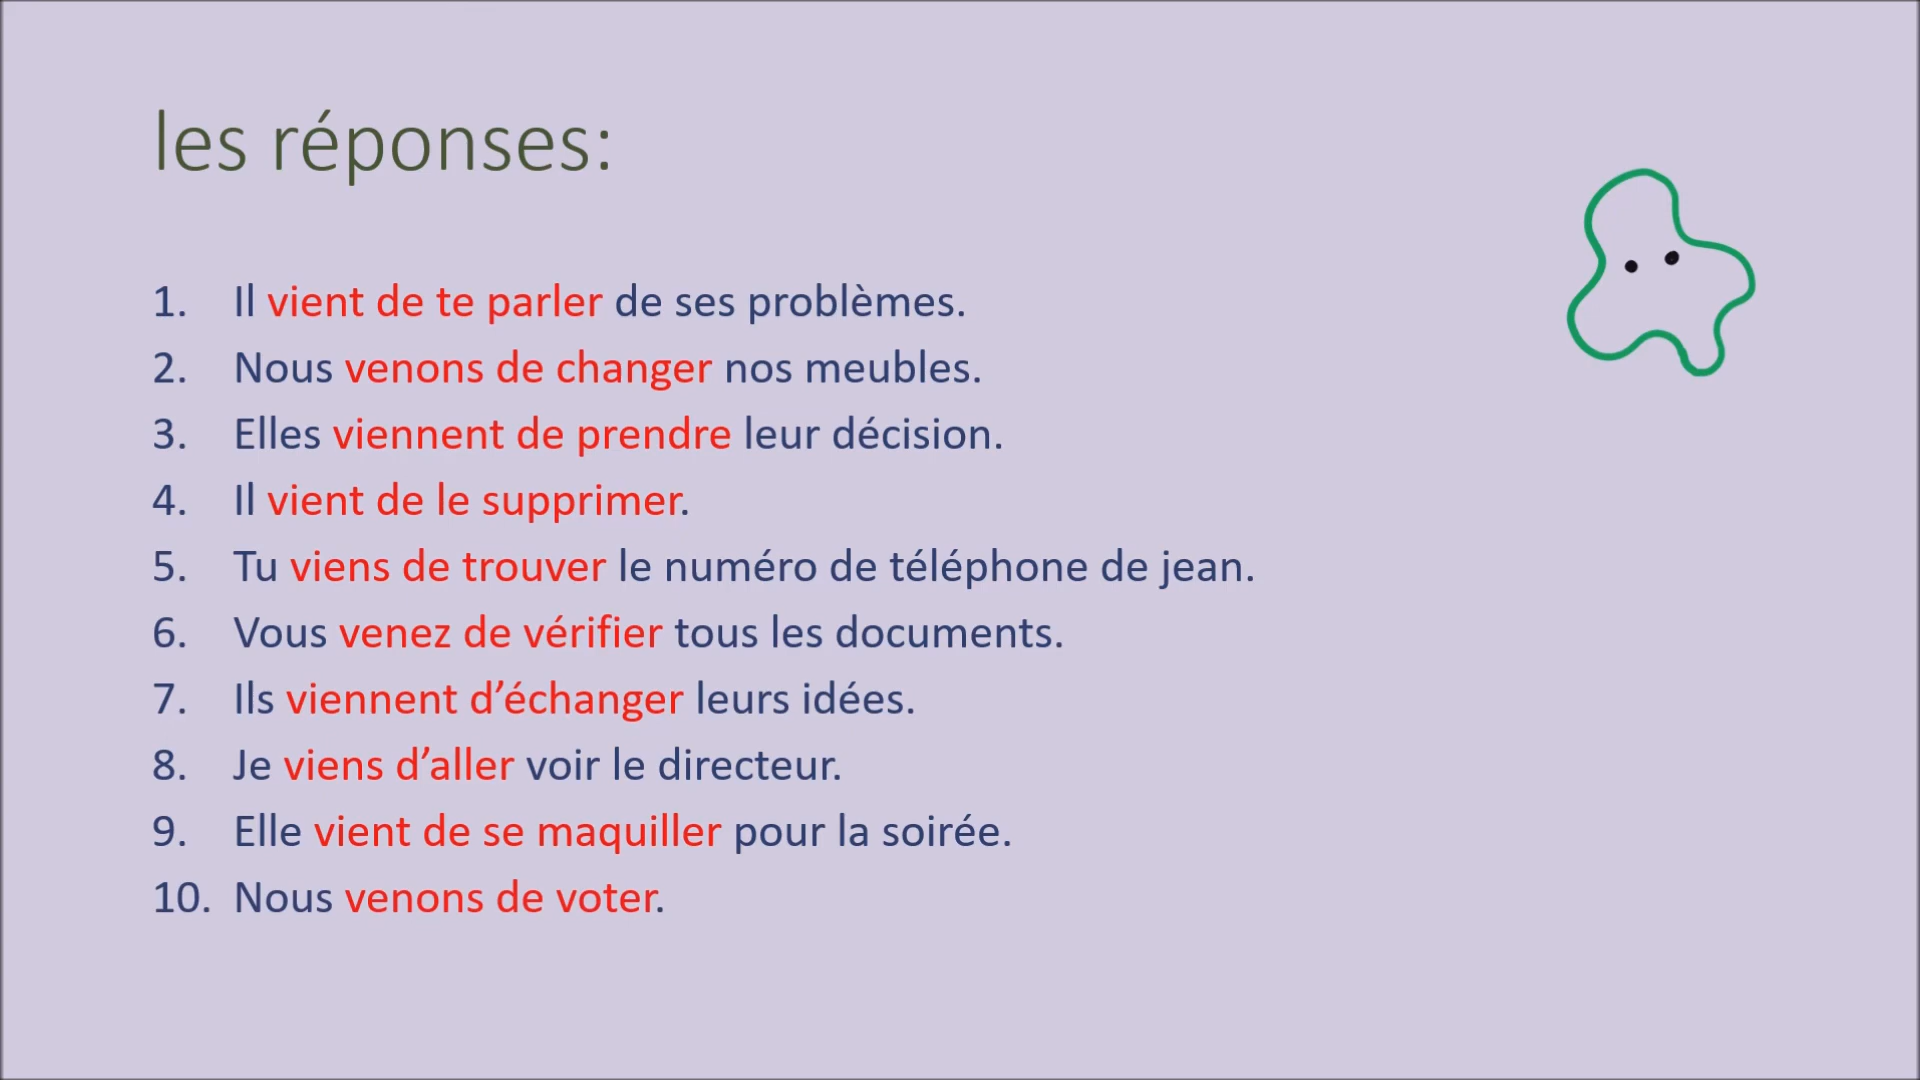 les réponses:
1. Il vient de te parler de ses problèmes.
2. Nous venons de changer nos meubles.
3. Elles viennent de prendre leur décision.
4. Il vient de le supprimer.
5. Tu viens de trouver le numéro de téléphone de jean.
6. Vous venez de vérifier tous les documents.
7. Ils viennent d’échanger leurs idées.
8. Je viens d’aller voir le directeur.
9. Elle vient de se maquiller pour la soirée.
10. Nous venons de voter.